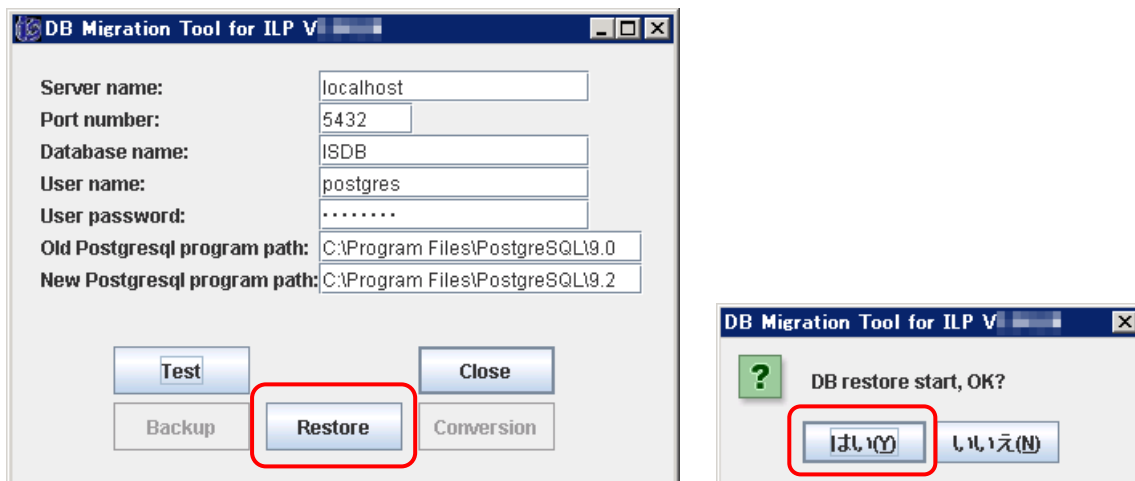 DB Migration Tool for ILP V
Server name: localhost
Port number: 5432
Database name: ISDB
User name: postgres
User password: ········
Old Postgresql program path: C:\Program Files\PostgreSQL\9.0
New Postgresql program path: C:\Program Files\PostgreSQL\9.2
Test Close
Backup Restore Conversion
DB Migration Tool for ILP V
? DB restore start, OK?
はい(Y) いいえ(N)